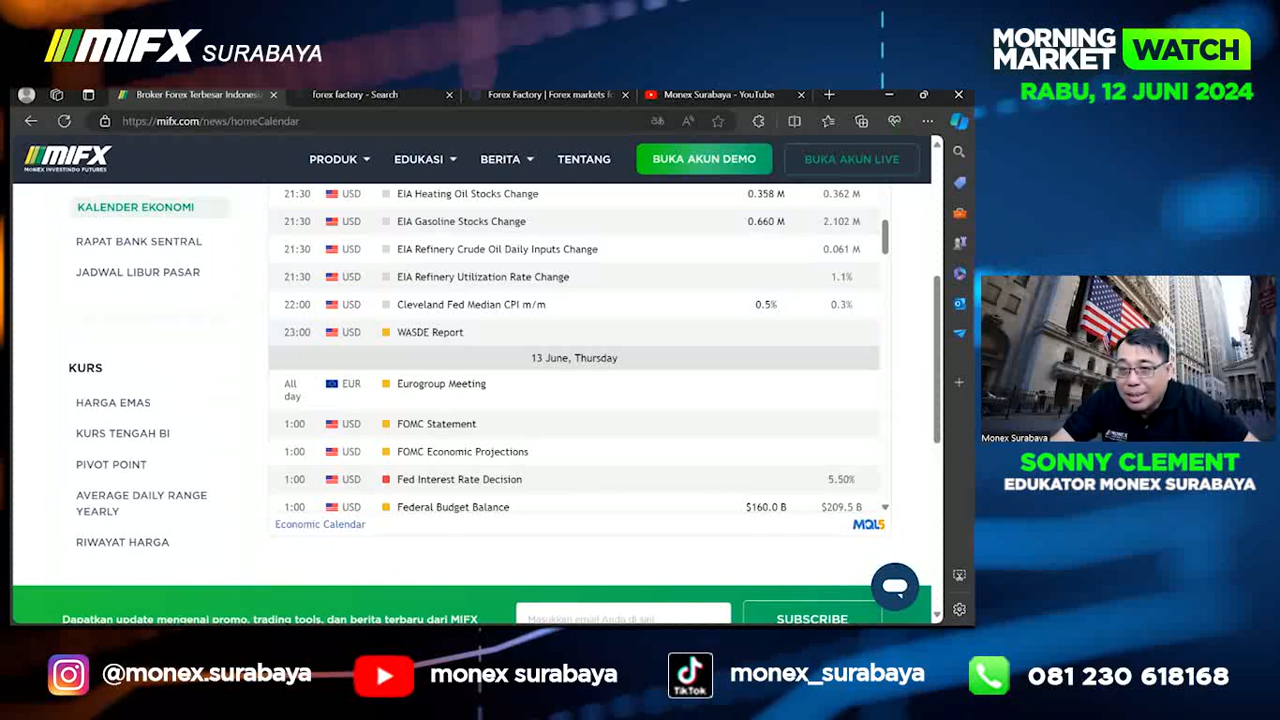 MIFX SURABAYA
MORNING MARKET WATCH
RABU, 12 JUNI 2024
Broker Forex Terbesar Indonesi
forex factory - Search
Forex Factory | Forex markets fo
Monex Surabaya - YouTube
https://mifx.com/news/homeCalendar
MIFX
MONEX INVESTINDO FUTURES
PRODUK
EDUKASI
BERITA
TENTANG
BUKA AKUN DEMO
BUKA AKUN LIVE
KALENDER EKONOMI
RAPAT BANK SENTRAL
JADWAL LIBUR PASAR
KURS
HARGA EMAS
KURS TENGAH BI
PIVOT POINT
AVERAGE DAILY RANGE
YEARLY
RIWAYAT HARGA
21:30 USD EIA Heating Oil Stocks Change 0.358 M 0.362 M
21:30 USD EIA Gasoline Stocks Change 0.660 M 2.102 M
21:30 USD EIA Refinery Crude Oil Daily Inputs Change 0.061 M
21:30 USD EIA Refinery Utilization Rate Change 1.1%
22:00 USD Cleveland Fed Median CPI m/m 0.5% 0.3%
23:00 USD WASDE Report
13 June, Thursday
All day EUR Eurogroup Meeting
1:00 USD FOMC Statement
1:00 USD FOMC Economic Projections
1:00 USD Fed Interest Rate Decision 5.50%
1:00 USD Federal Budget Balance $160.0 B $209.5 B
Economic Calendar
MQL5
Dapatkan update mengenai promo, trading tools, dan berita terbaru dari MIFX
Masukkan email Anda di sini
SUBSCRIBE
Monex Surabaya
SONNY CLEMENT
EDUKATOR MONEX SURABAYA
@monex.surabaya
monex surabaya
TikTok
monex_surabaya
081 230 618168